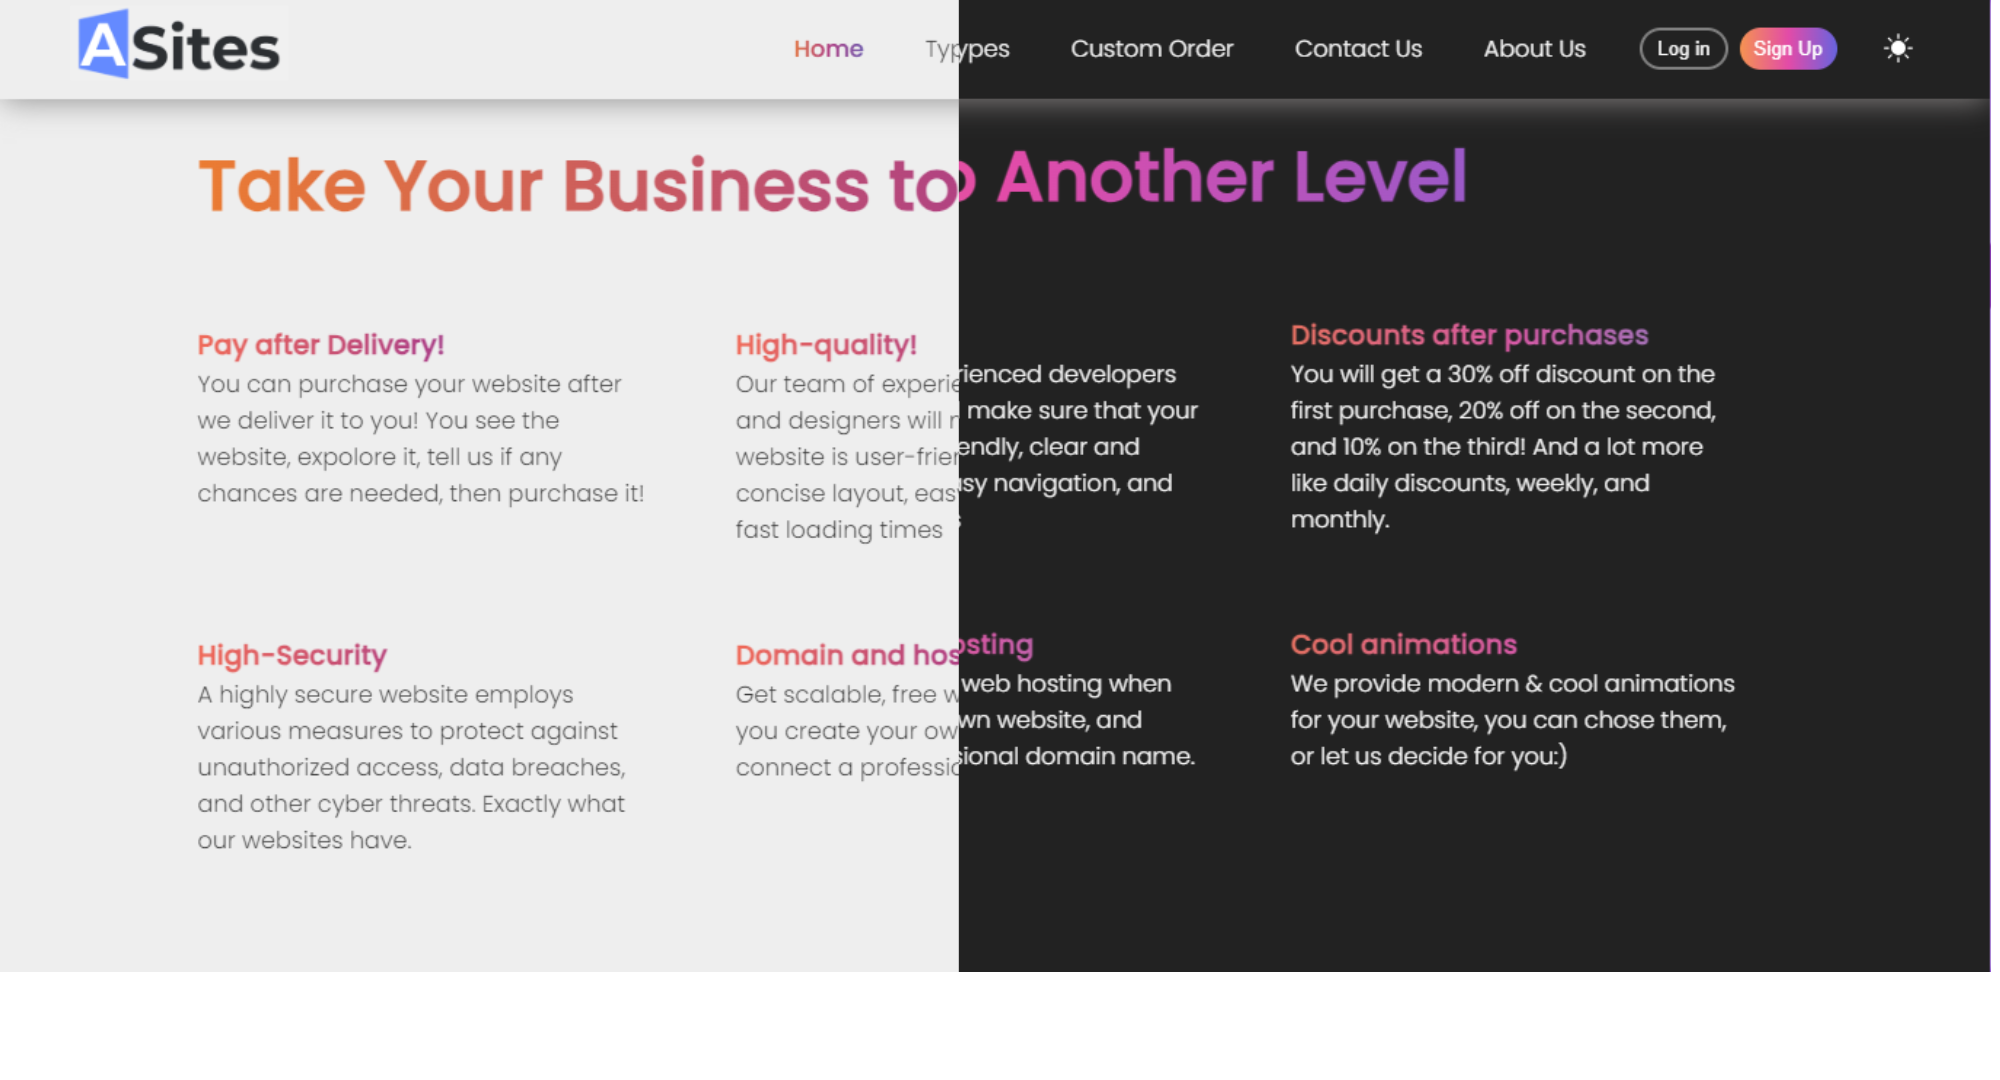 ASites
Home Tyypes Custom Order Contact Us About Us Log in Sign Up
Take Your Business to Another Level
Pay after Delivery!
You can purchase your website after
we deliver it to you! You see the
website, expolore it, tell us if any
chances are needed, then purchase it!
High-quality!
Our team of experienced developers
and designers will make sure that your
website is user-friendly, clear and
concise layout, easy navigation, and
fast loading times
Discounts after purchases
You will get a 30% off discount on the
first purchase, 20% off on the second,
and 10% on the third! And a lot more
like daily discounts, weekly, and
monthly.
High-Security
A highly secure website employs
various measures to protect against
unauthorized access, data breaches,
and other cyber threats. Exactly what
our websites have.
Domain and hosting
Get scalable, free web hosting when
you create your own website, and
connect a professional domain name.
Cool animations
We provide modern & cool animations
for your website, you can chose them,
or let us decide for you:)